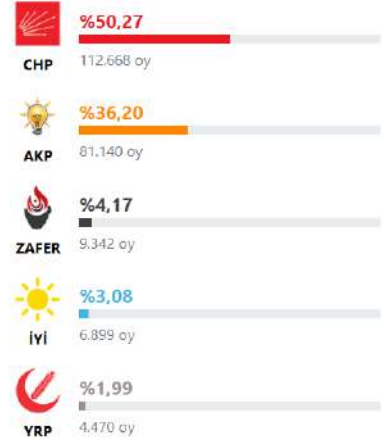 %50,27
CHP
112.668 oy
%36,20
AKP
81.140 oy
%4,17
ZAFER
9.342 oy
%3,08
İYİ
6.899 oy
%1,99
YRP
4.470 oy